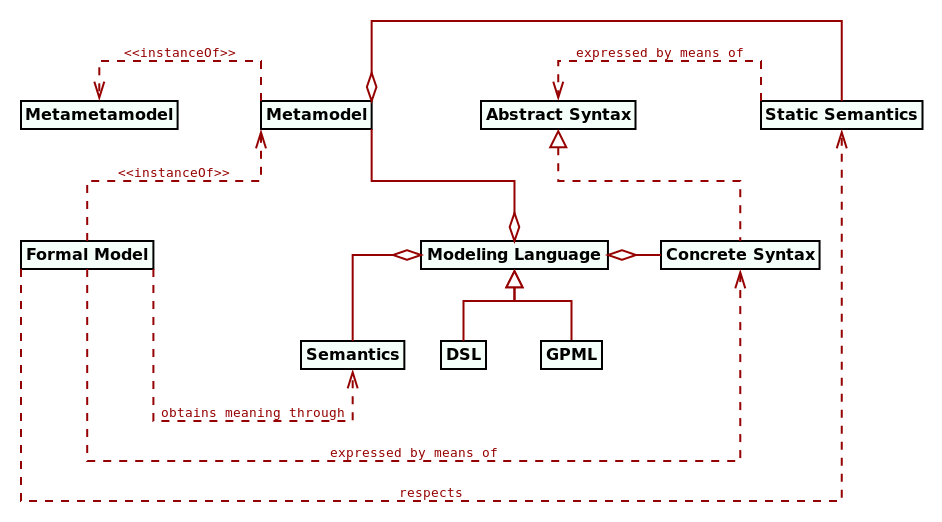 <<instanceOf>>
expressed by means of
Metametamodel
Metamodel
Abstract Syntax
Static Semantics
<<instanceOf>>
Formal Model
Modeling Language
Concrete Syntax
Semantics
DSL
GPML
obtains meaning through
expressed by means of
respects